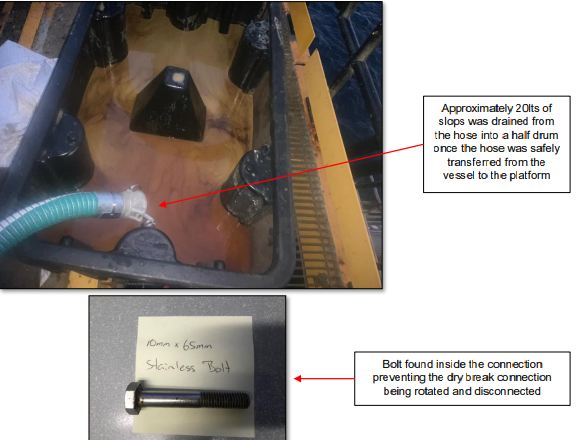 Approximately 20lts of
slops was drained from
the hose into a half drum
once the hose was safely
transferred from the
vessel to the platform
10mm x 65mm
Stainless Bolt
Bolt found inside the connection
preventing the dry break connection
being rotated and disconnected